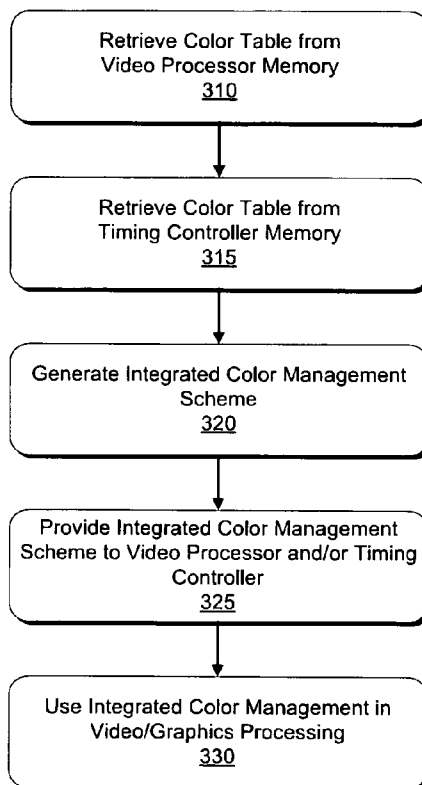 Retrieve Color Table from
Video Processor Memory
310
Retrieve Color Table from
Timing Controller Memory
315
Generate Integrated Color Management
Scheme
320
Provide Integrated Color Management
Scheme to Video Processor and/or Timing
Controller
325
Use Integrated Color Management in
Video/Graphics Processing
330